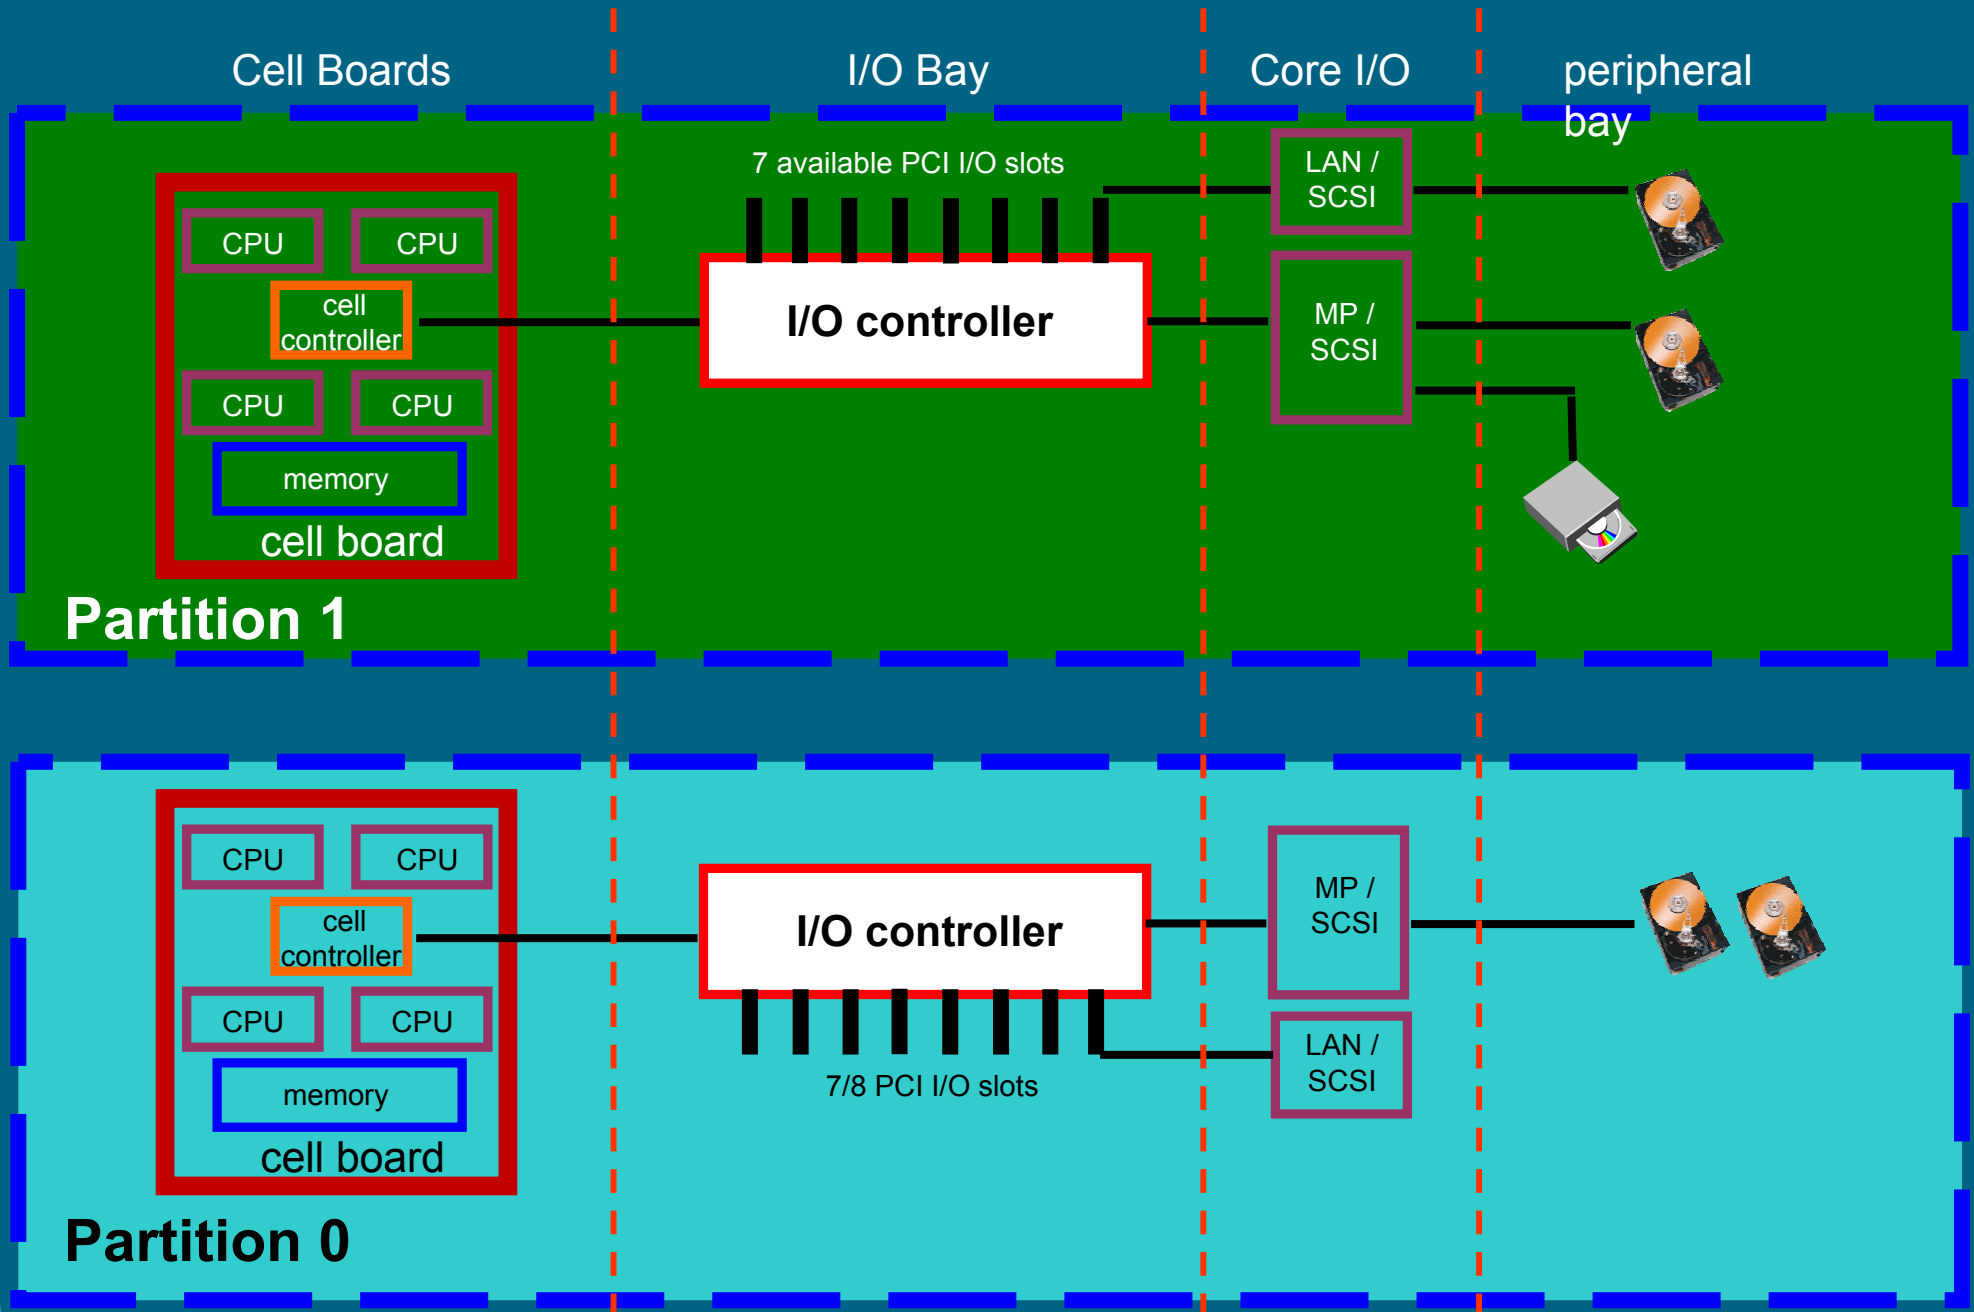 Cell Boards
I/O Bay
Core I/O
peripheral
bay
7 available PCI I/O slots
CPU
CPU
cell
controller
CPU
CPU
memory
cell board
I/O controller
LAN /
SCSI
MP /
SCSI
Partition 1
CPU
CPU
cell
controller
CPU
CPU
memory
cell board
I/O controller
7/8 PCI I/O slots
MP /
SCSI
LAN /
SCSI
Partition 0